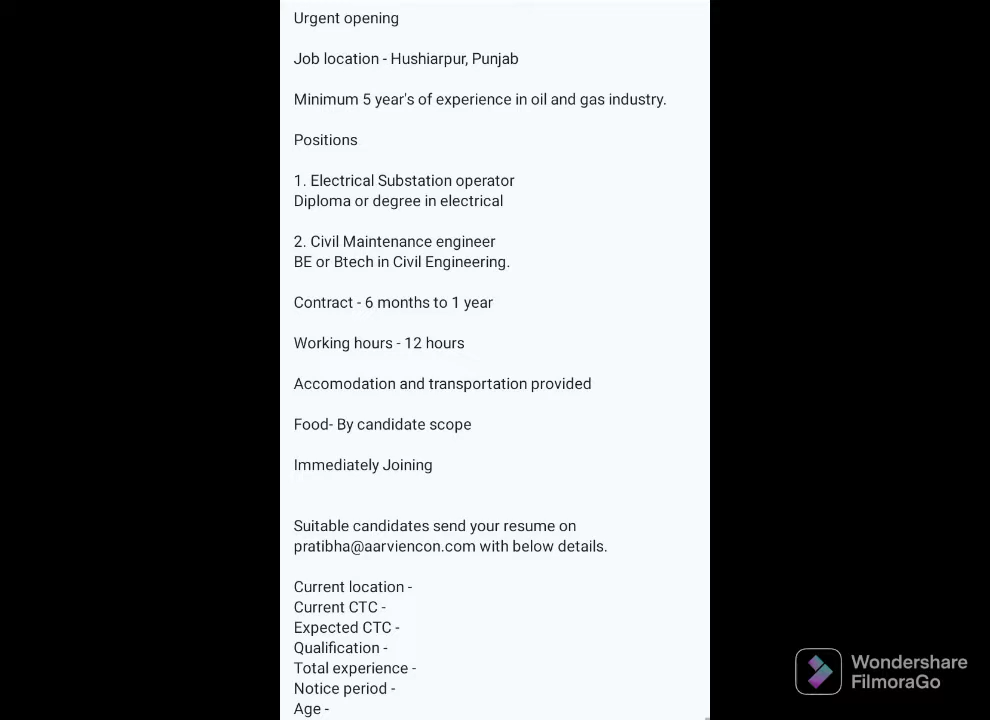 Urgent opening
Job location - Hushiarpur, Punjab
Minimum 5 year's of experience in oil and gas industry.
Positions
1. Electrical Substation operator
Diploma or degree in electrical
2. Civil Maintenance engineer
BE or Btech in Civil Engineering.
Contract - 6 months to 1 year
Working hours - 12 hours
Accomodation and transportation provided
Food- By candidate scope
Immediately Joining
Suitable candidates send your resume on
pratibha@aarviencon.com with below details.
Current location -
Current CTC -
Expected CTC -
Qualification -
Total experience -
Notice period -
Age -
Wondershare
FilmoraGo